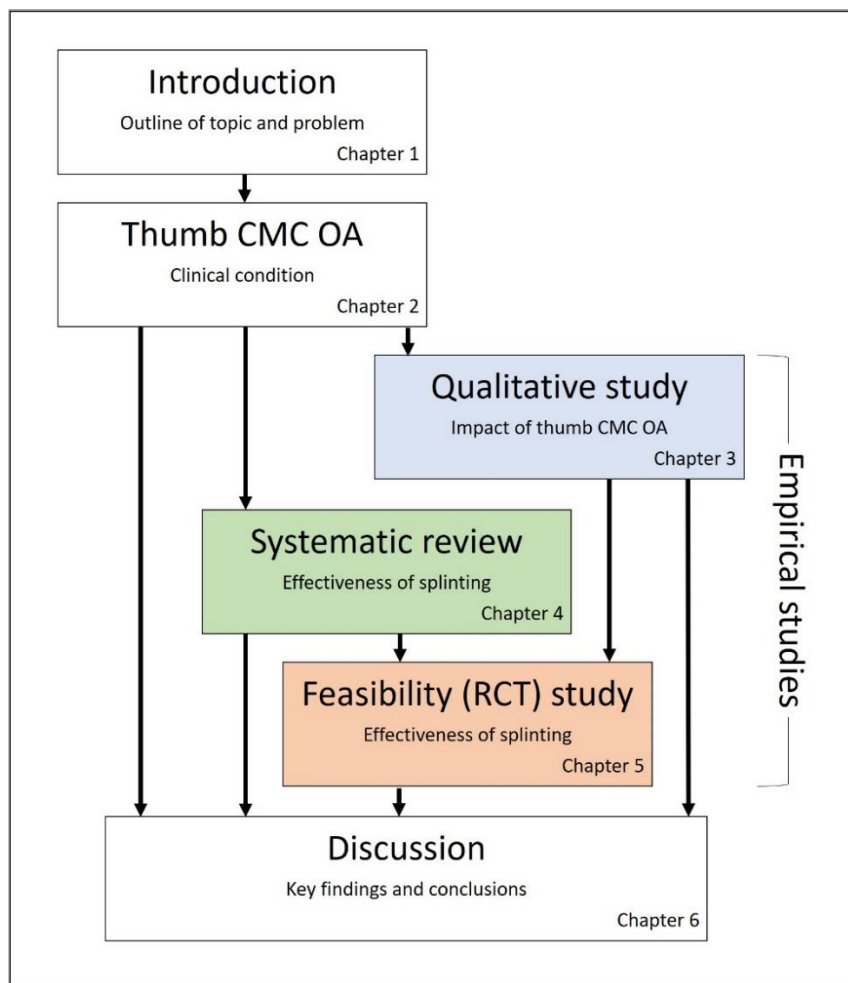 Introduction
Outline of topic and problem
Chapter 1
Thumb CMC OA
Clinical condition
Chapter 2
Qualitative study
Impact of thumb CMC OA
Chapter 3
Systematic review
Effectiveness of splinting
Chapter 4
Feasibility (RCT) study
Effectiveness of splinting
Chapter 5
Empirical studies
Discussion
Key findings and conclusions
Chapter 6